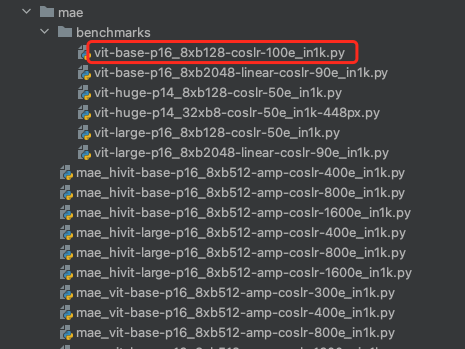 mae
benchmarks
vit-base-p16_8xb128-coslr-100e_in1k.py
vit-base-p16_8xb2048-linear-coslr-90e_in1k.py
vit-huge-p14_8xb128-coslr-50e_in1k.py
vit-huge-p14_32xb8-coslr-50e_in1k-448px.py
vit-large-p16_8xb128-coslr-50e_in1k.py
vit-large-p16_8xb2048-linear-coslr-90e_in1k.py
mae_hivit-base-p16_8xb512-amp-coslr-400e_in1k.py
mae_hivit-base-p16_8xb512-amp-coslr-800e_in1k.py
mae_hivit-base-p16_8xb512-amp-coslr-1600e_in1k.py
mae_hivit-large-p16_8xb512-amp-coslr-400e_in1k.py
mae_hivit-large-p16_8xb512-amp-coslr-800e_in1k.py
mae_hivit-large-p16_8xb512-amp-coslr-1600e_in1k.py
mae_vit-base-p16_8xb512-amp-coslr-300e_in1k.py
mae_vit-base-p16_8xb512-amp-coslr-400e_in1k.py
mae_vit-base-p16_8xb512-amp-coslr-800e_in1k.py